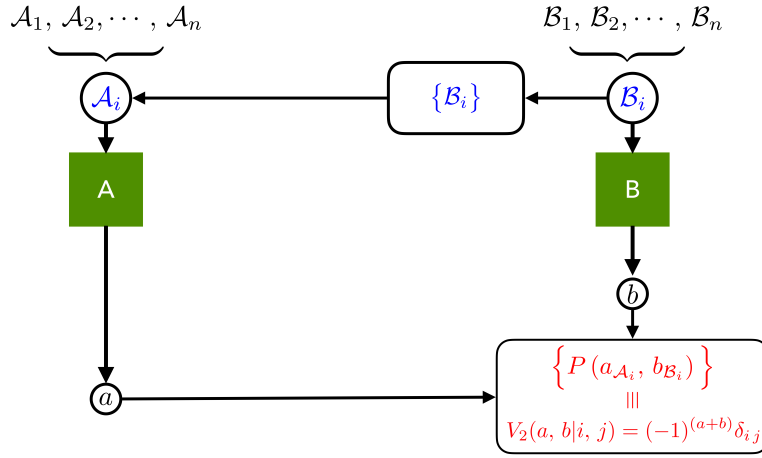 𝒜₁, 𝒜₂, ⋯ , 𝒜ₙ ℬ₁, ℬ₂, ⋯ , ℬₙ
𝒜ᵢ {ℬᵢ} ℬᵢ
A B
b
{P (a_{𝒜ᵢ}, b_{ℬᵢ}) }
a ≡
V₂(a, b|i, j) = (−1)^{(a+b)} δ_{i j}